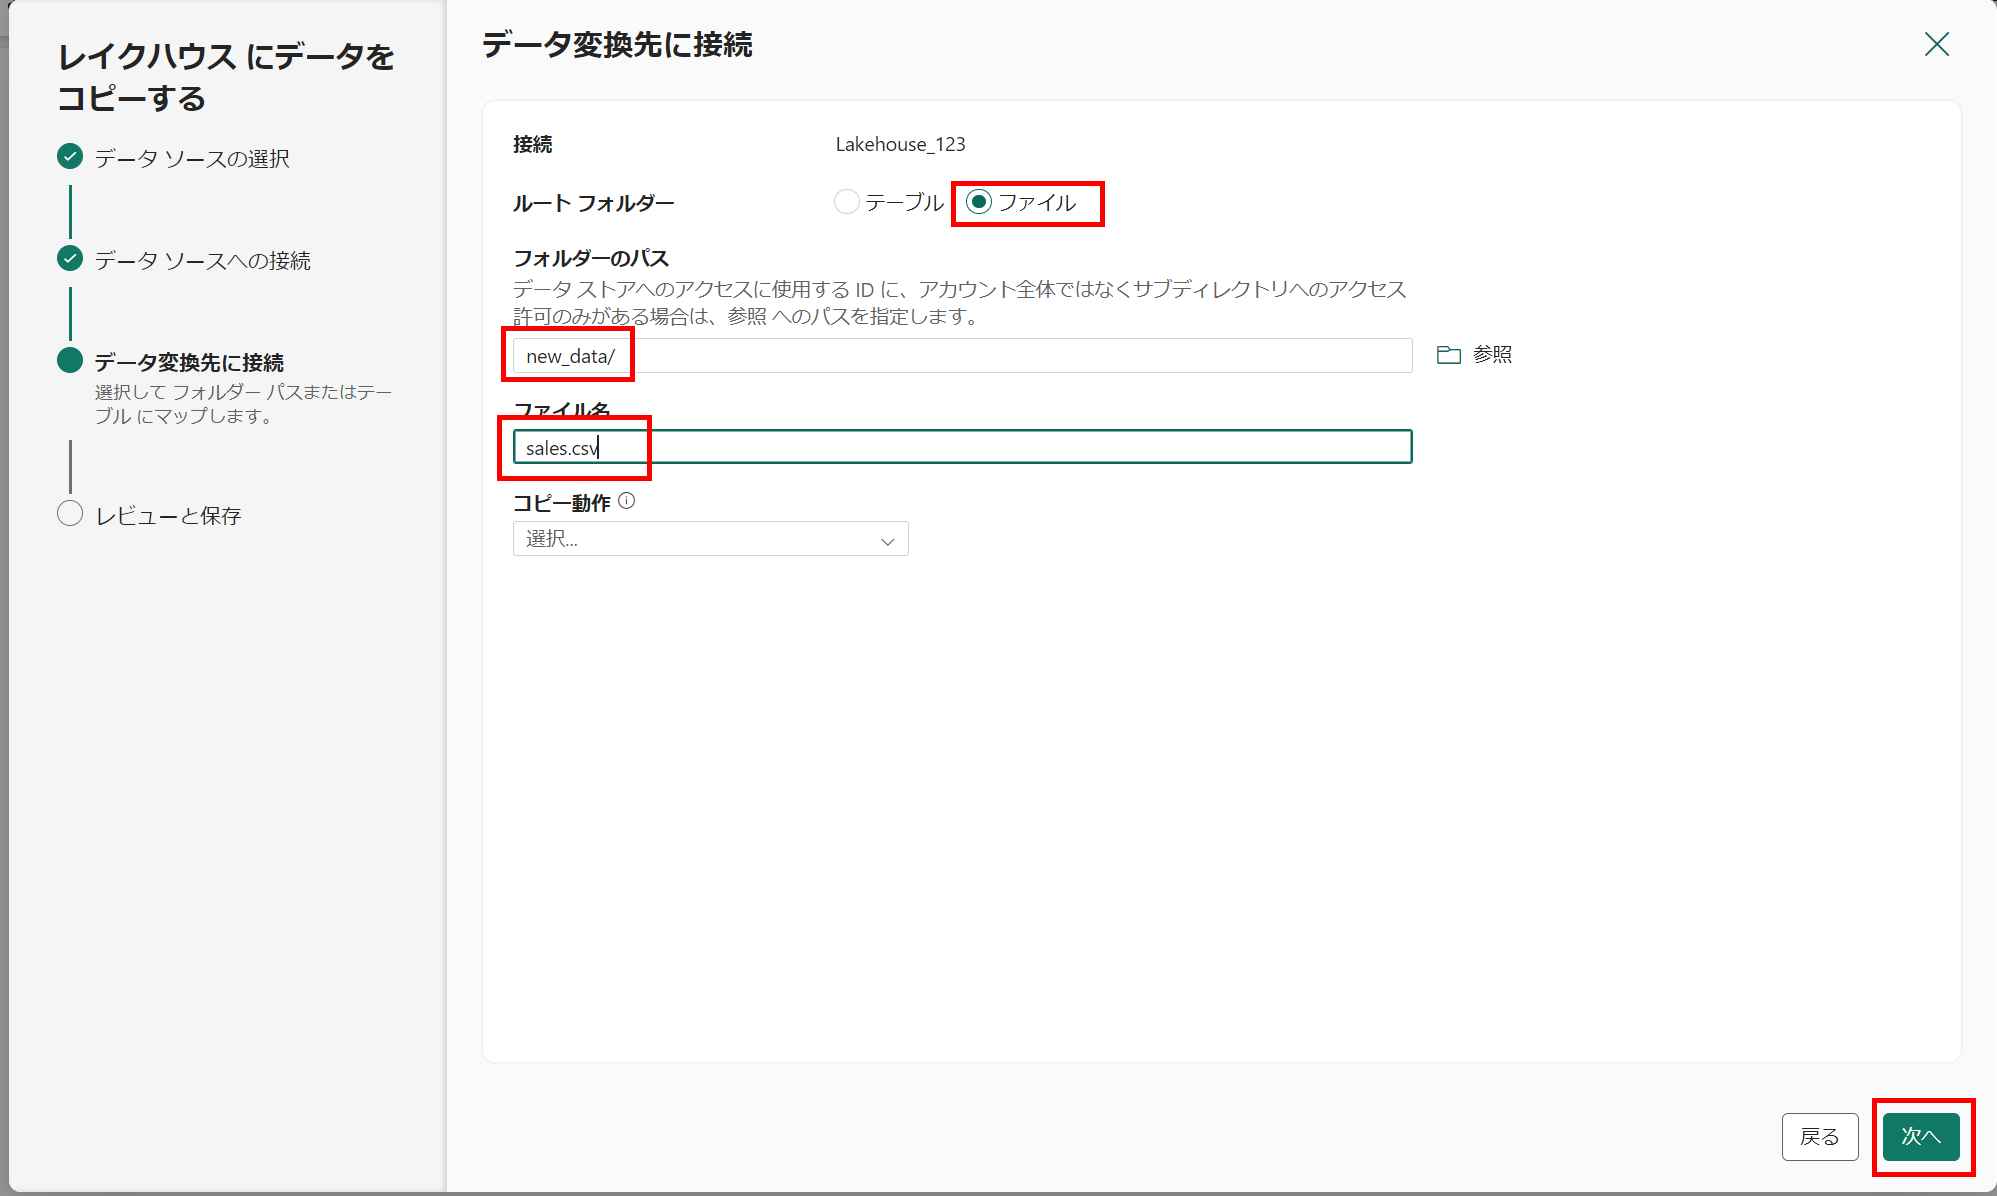 レイクハウス にデータを
コピーする
データ ソースの選択
データ ソースへの接続
データ変換先に接続
選択して フォルダー パスまたはテー
ブル にマップします。
レビューと保存
データ変換先に接続
接続 Lakehouse_123
ルート フォルダー テーブル ファイル
フォルダーのパス
データ ストアへのアクセスに使用する ID に、アカウント全体ではなくサブディレクトリへのアクセス
許可のみがある場合は、参照 へのパスを指定します。
new_data/ 参照
ファイル名
sales.csv
コピー動作
選択...
戻る 次へ